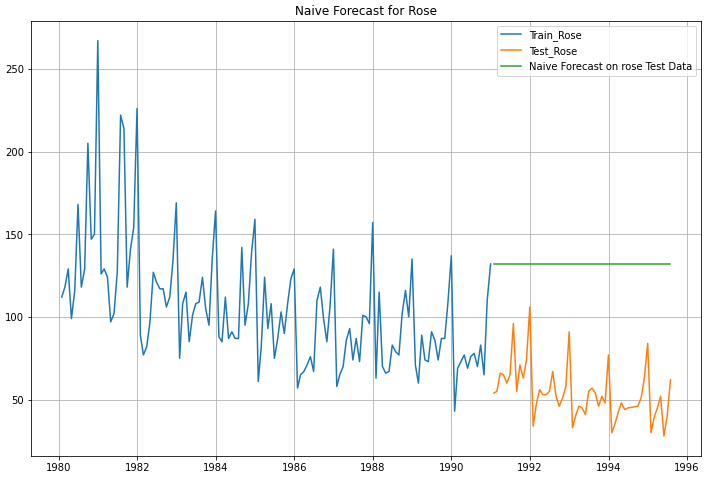 Naive Forecast for Rose
Train_Rose
Test_Rose
Naive Forecast on rose Test Data
250
200
150
100
50
1980 1982 1984 1986 1988 1990 1992 1994 1996